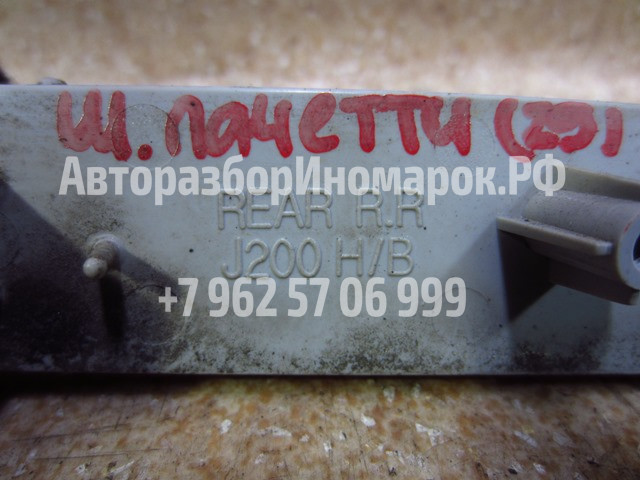 Ш. Лачетти (23)
АвторазборИномарок.РФ
REAR R.R
J200 H/B
+7 962 57 06 999